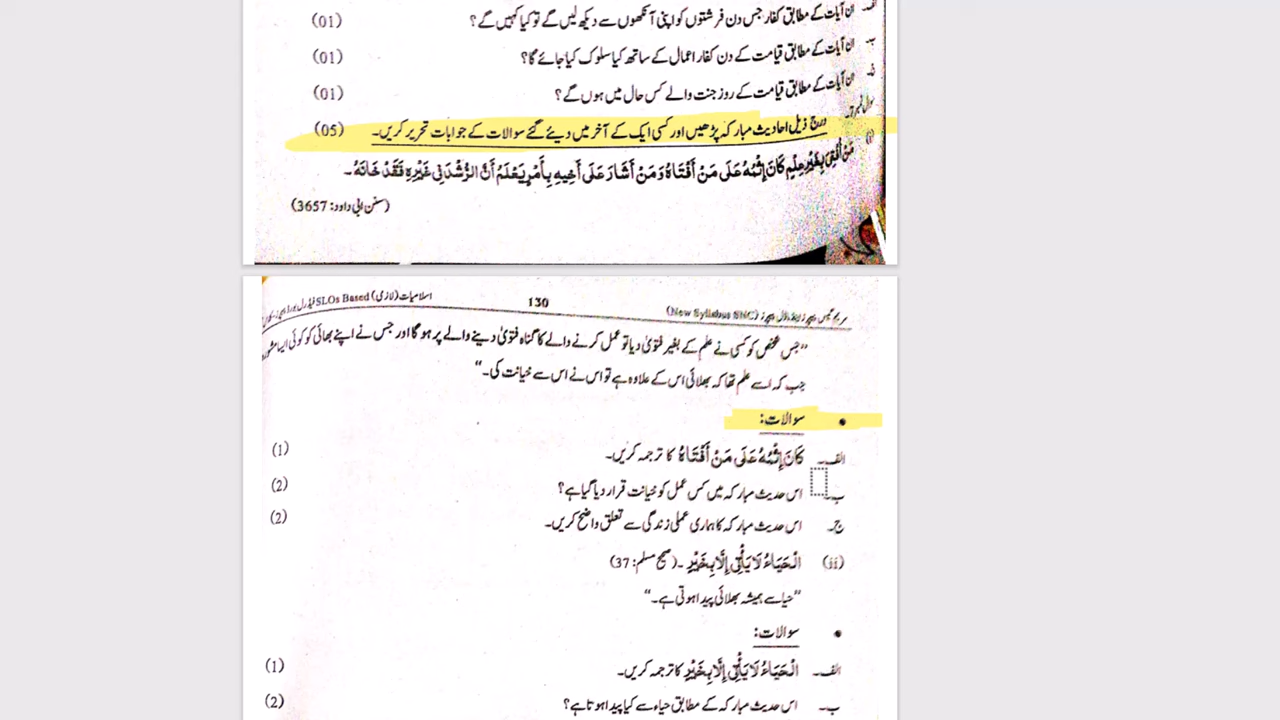 الف۔ ان آیات کے مطابق کفار جس دن فرشتوں کو اپنی آنکھوں سے دیکھ لیں گے تو کیا کہیں گے؟ (01)
ب۔ ان آیات کے مطابق قیامت کے دن کفار اعمال کے ساتھ کیا سلوک کیا جائے گا؟ (01)
ان آیات کے مطابق قیامت کے روز جنت والے کس حال میں ہوں گے؟ (01)
درج ذیل احادیث مبارکہ پڑھیں اور کسی ایک کے آخر میں دیئے گئے سوالات کے جوابات تحریر کریں۔ (05)
(i) مَنْ أُفْتِىَ بِغَيْرِ عِلْمٍ كَانَ إِثْمُهُ عَلَى مَنْ أَفْتَاهُ وَمَنْ أَشَارَ عَلَى أَخِيهِ بِأَمْرٍ يَعْلَمُ أَنَّ الرُّشْدَ فِي غَيْرِهِ فَقَدْ خَانَهُ۔
(سنن ابی داود: 3657)
(New Syllabus SNC) 130 اسلامیات (لازمی) SLOs Based
”جس شخص کو کسی نے علم کے بغیر فتویٰ دیا تو عمل کرنے والے کا گناہ فتویٰ دینے والے پر ہو گا اور جس نے اپنے بھائی کو کوئی ایسا
جب کہ اسے علم تھا کہ بھلائی اس کے علاوہ ہے تو اس نے اس سے خیانت کی۔“
• سوالات:
الف۔ كَانَ إِثْمُهُ عَلَى مَنْ أَفْتَاهُ کا ترجمہ کریں۔ (1)
ب۔ اس حدیث مبارکہ میں کس عمل کو خیانت قرار دیا گیا ہے؟ (2)
ج۔ اس حدیث مبارکہ کا ہماری عملی زندگی سے تعلق واضح کریں۔ (2)
(ii) الْحَيَاءُ لَا يَأْتِي إِلَّا بِخَيْرٍ ۔ (صحیح مسلم: 37)
”حیا سے ہمیشہ بھلائی پیدا ہوتی ہے۔“
• سوالات:
الف۔ الْحَيَاءُ لَا يَأْتِي إِلَّا بِخَيْرٍ کا ترجمہ کریں۔ (1)
ب۔ اس حدیث مبارکہ کے مطابق حیاء سے کیا پیدا ہوتا ہے؟ (2)